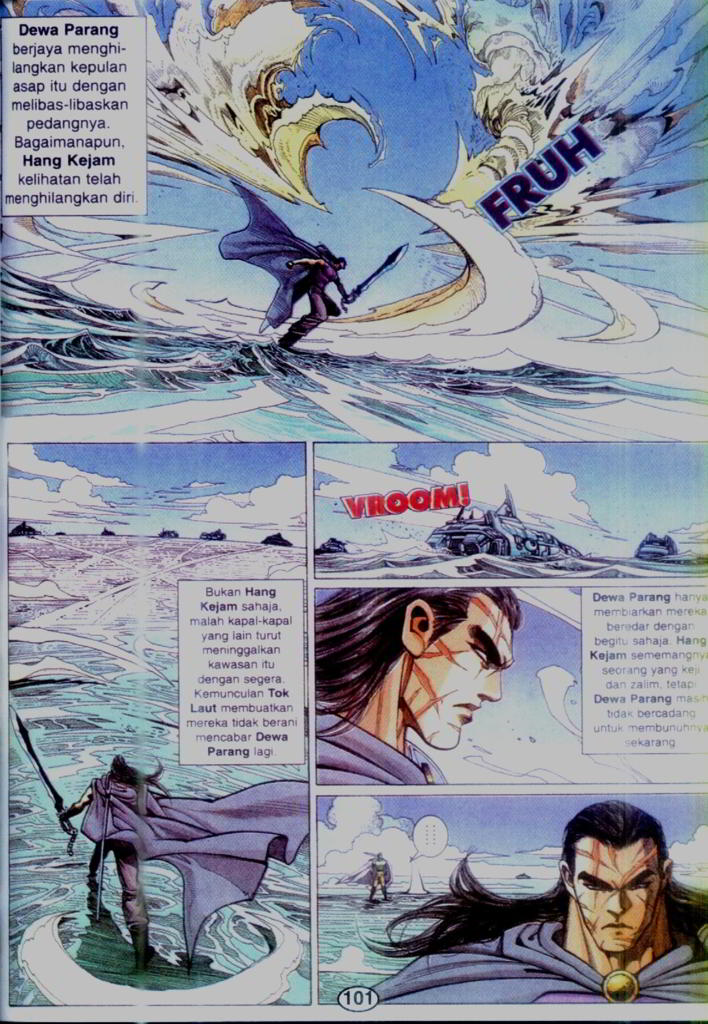 Dewa Parang
berjaya menghi-
langkan kepulan
asap itu dengan
melibas-libaskan
pedangnya.
Bagaimanapun,
Hang Kejam
kelihatan telah
menghilangkan diri.
FRUH
VROOM!
Bukan Hang
Kejam sahaja,
malah kapal-kapal
yang lain turut
meninggalkan
kawasan itu
dengan segera.
Kemunculan Tok
Laut membuatkan
mereka tidak berani
mencabar Dewa
Parang lagi.
Dewa Parang hanya
membiarkan mereka
beredar dengan
begitu sahaja. Hang
Kejam sememangnya
seorang yang keji
dan zalim, tetapi
Dewa Parang masih
tidak bercadang
untuk membunuhnya
sekarang
......
101